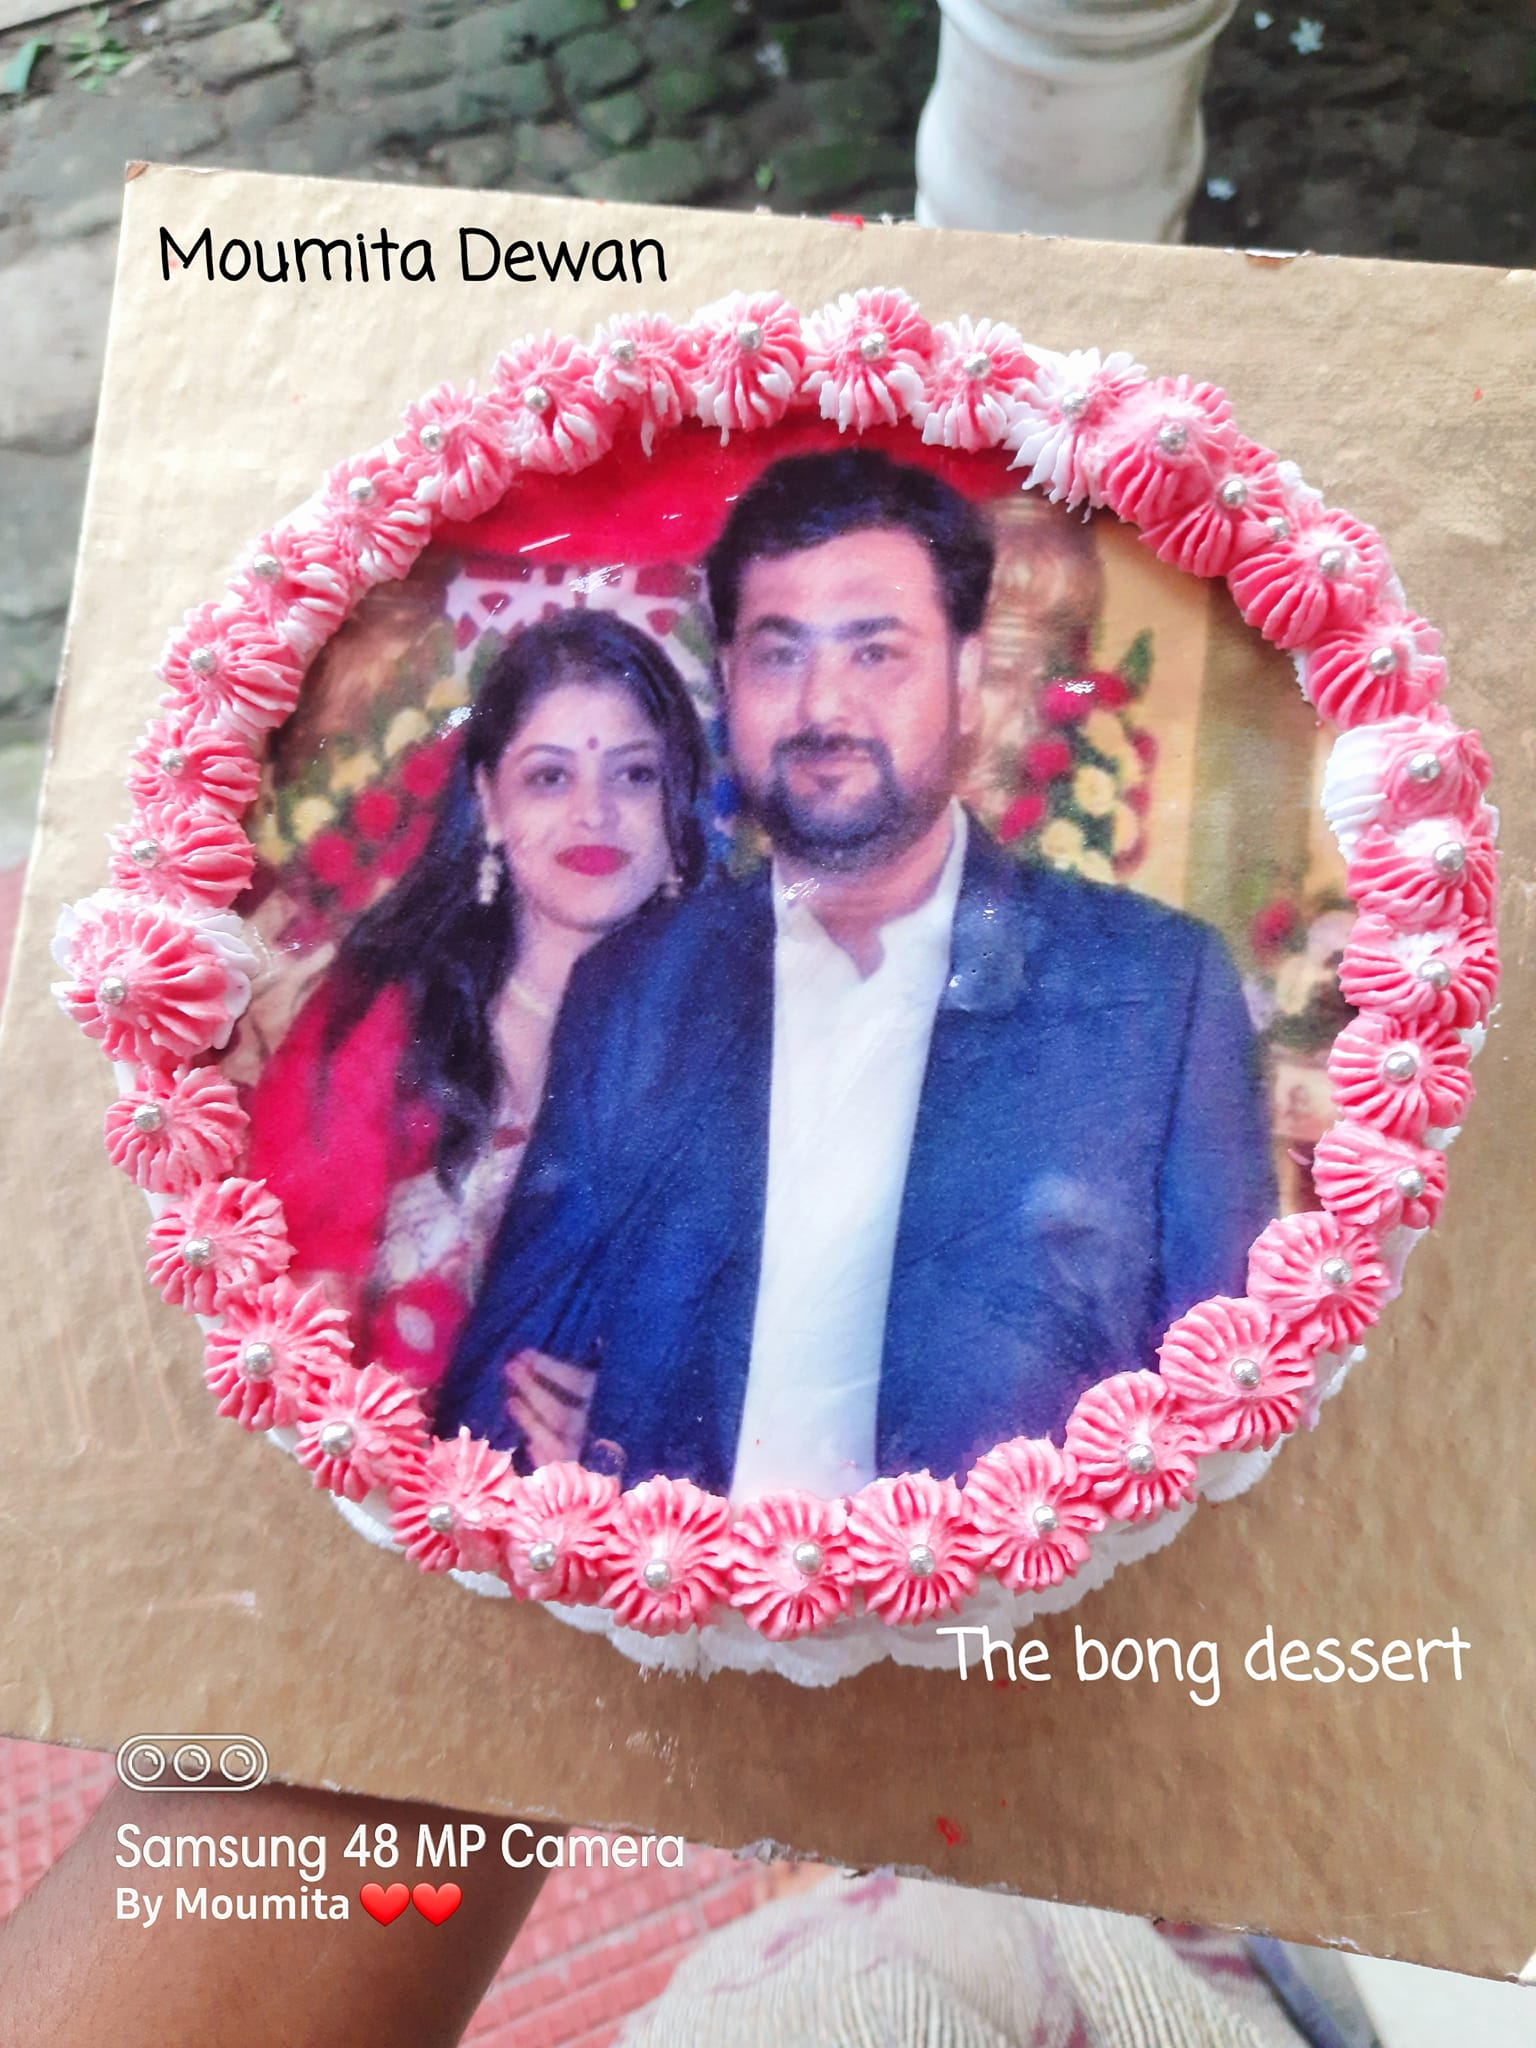 Moumita Dewan
The bong dessert
Samsung 48 MP Camera
By Moumita ❤️❤️